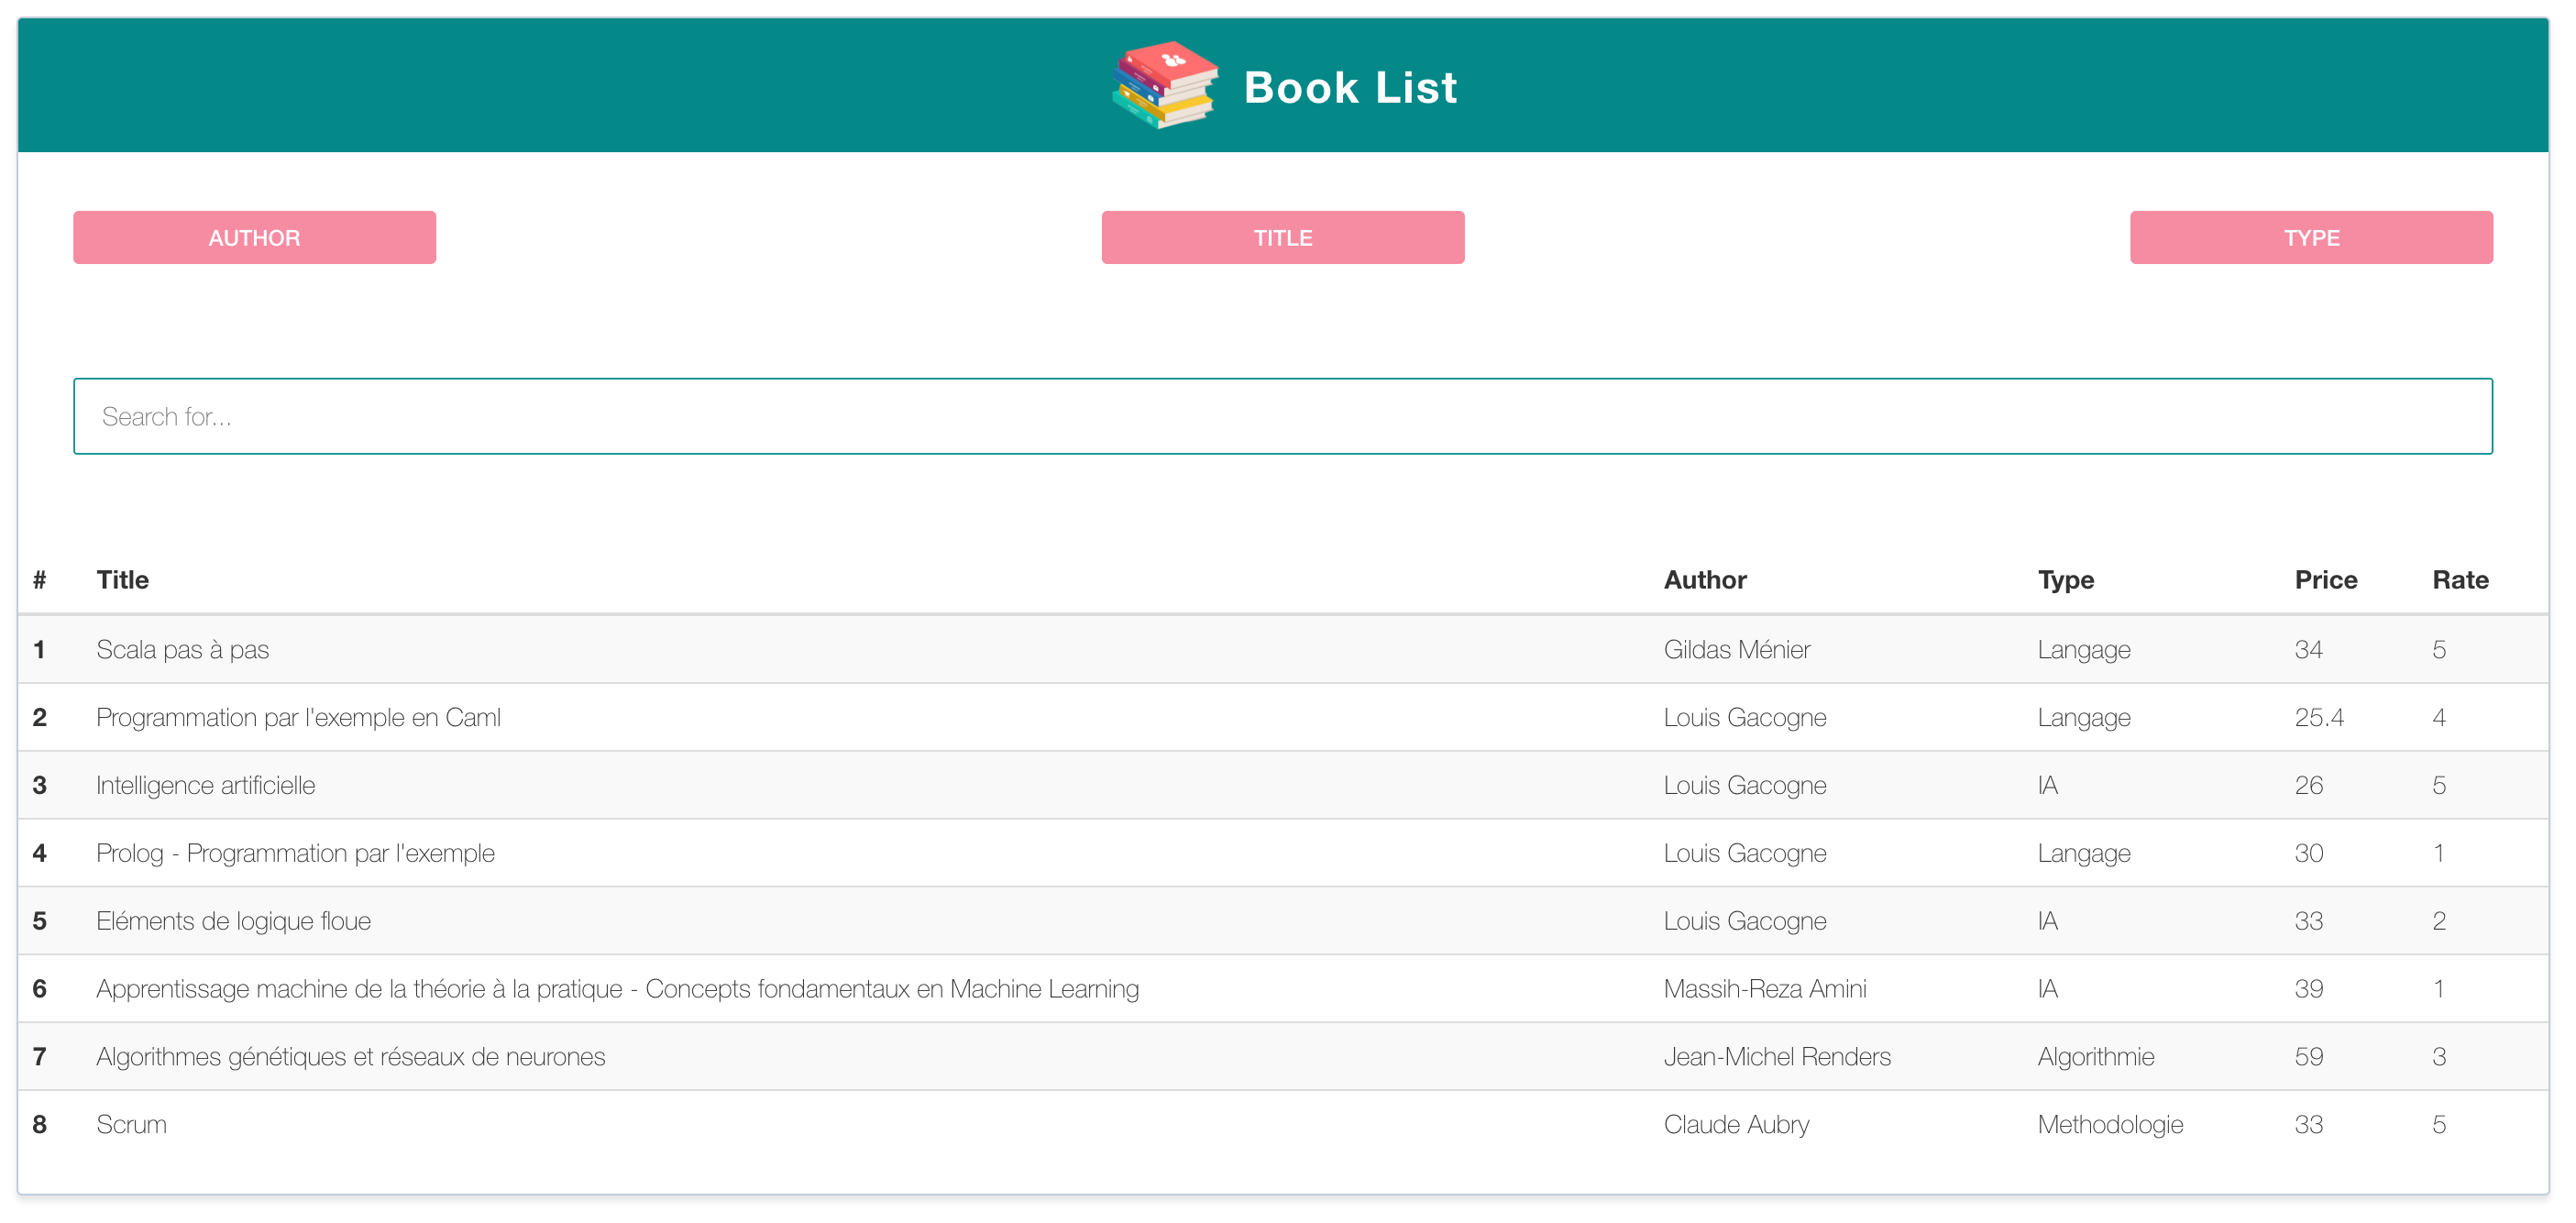 Book List
AUTHOR TITLE TYPE
Search for...
# Title Author Type Price Rate
1 Scala pas à pas Gildas Ménier Langage 34 5
2 Programmation par l'exemple en Caml Louis Gacogne Langage 25.4 4
3 Intelligence artificielle Louis Gacogne IA 26 5
4 Prolog - Programmation par l'exemple Louis Gacogne Langage 30 1
5 Eléments de logique floue Louis Gacogne IA 33 2
6 Apprentissage machine de la théorie à la pratique - Concepts fondamentaux en Machine Learning Massih-Reza Amini IA 39 1
7 Algorithmes génétiques et réseaux de neurones Jean-Michel Renders Algorithmie 59 3
8 Scrum Claude Aubry Methodologie 33 5